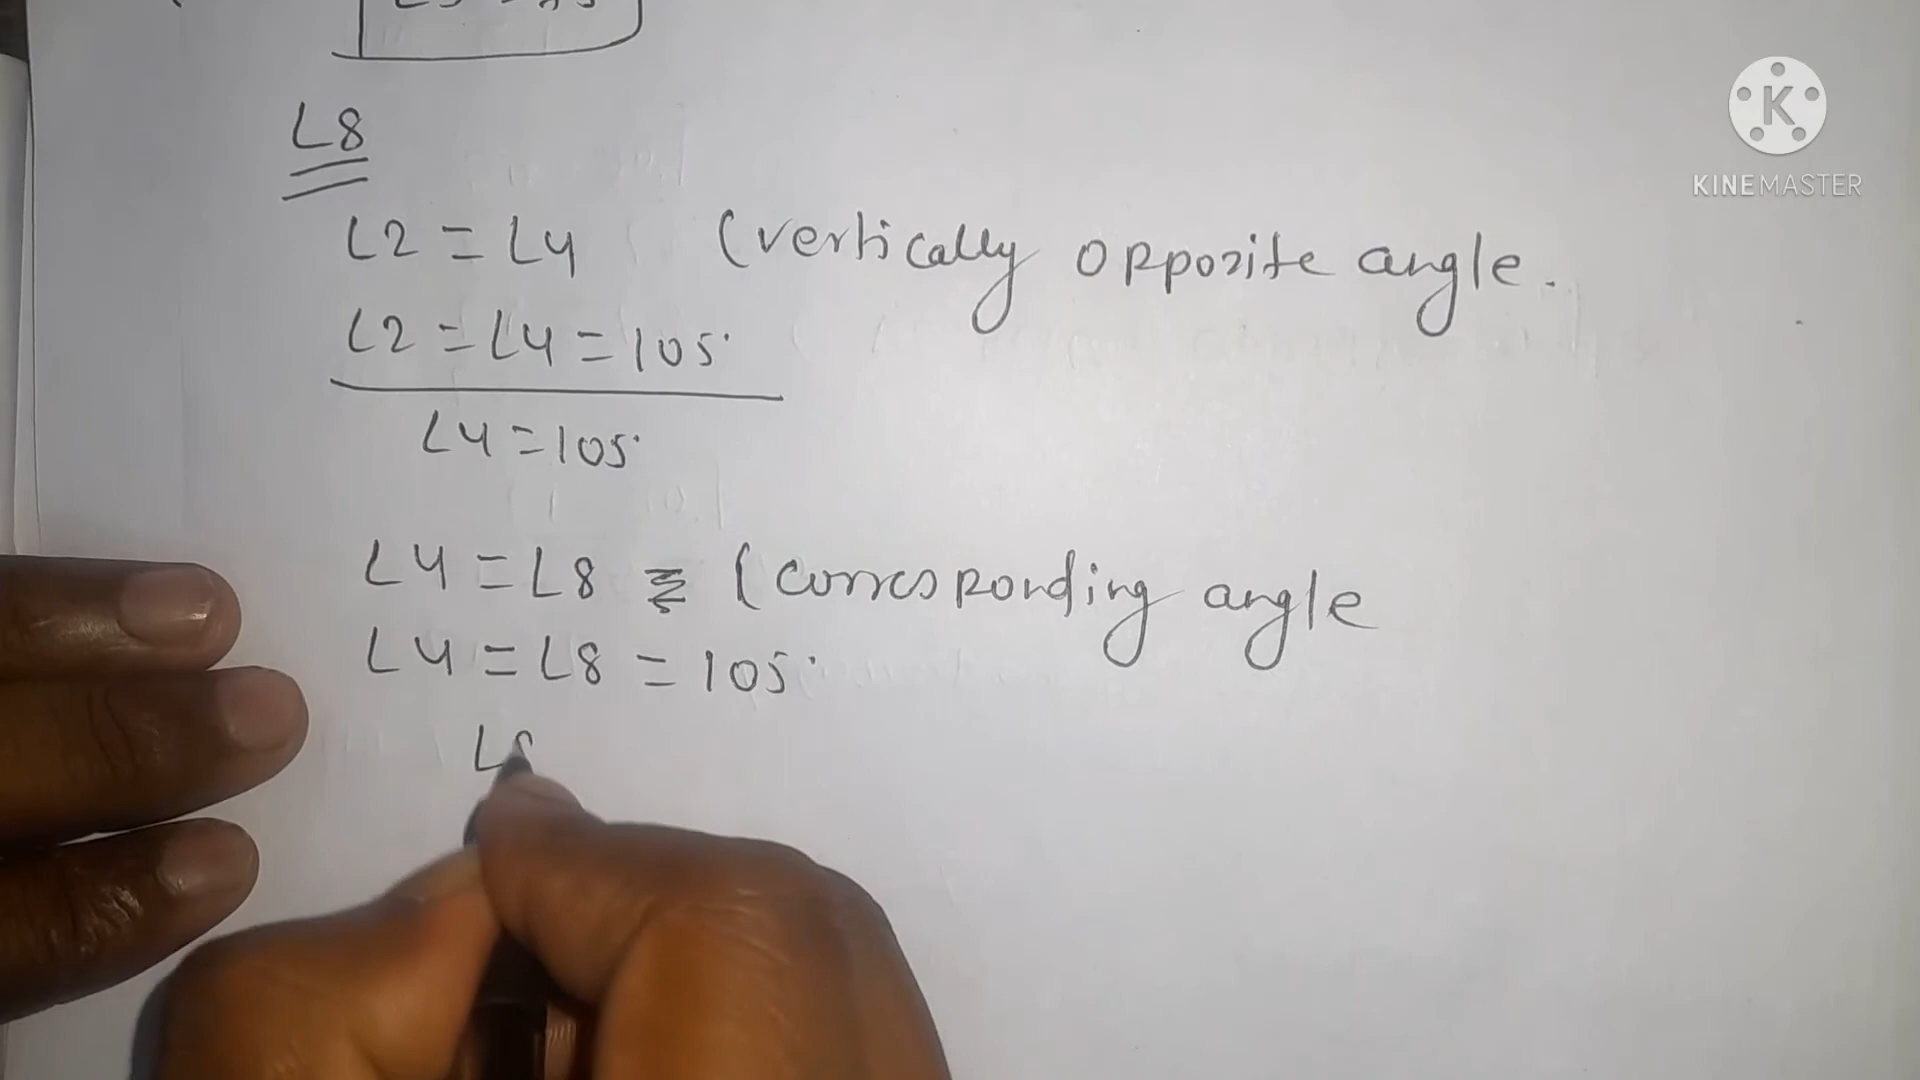 ∠8
K
KINEMASTER
∠2 = ∠4 (vertically opposite angle.
∠2 = ∠4 = 105°
∠4 = 105°
∠4 = ∠8 (corresponding angle
∠4 = ∠8 = 105°
∠8